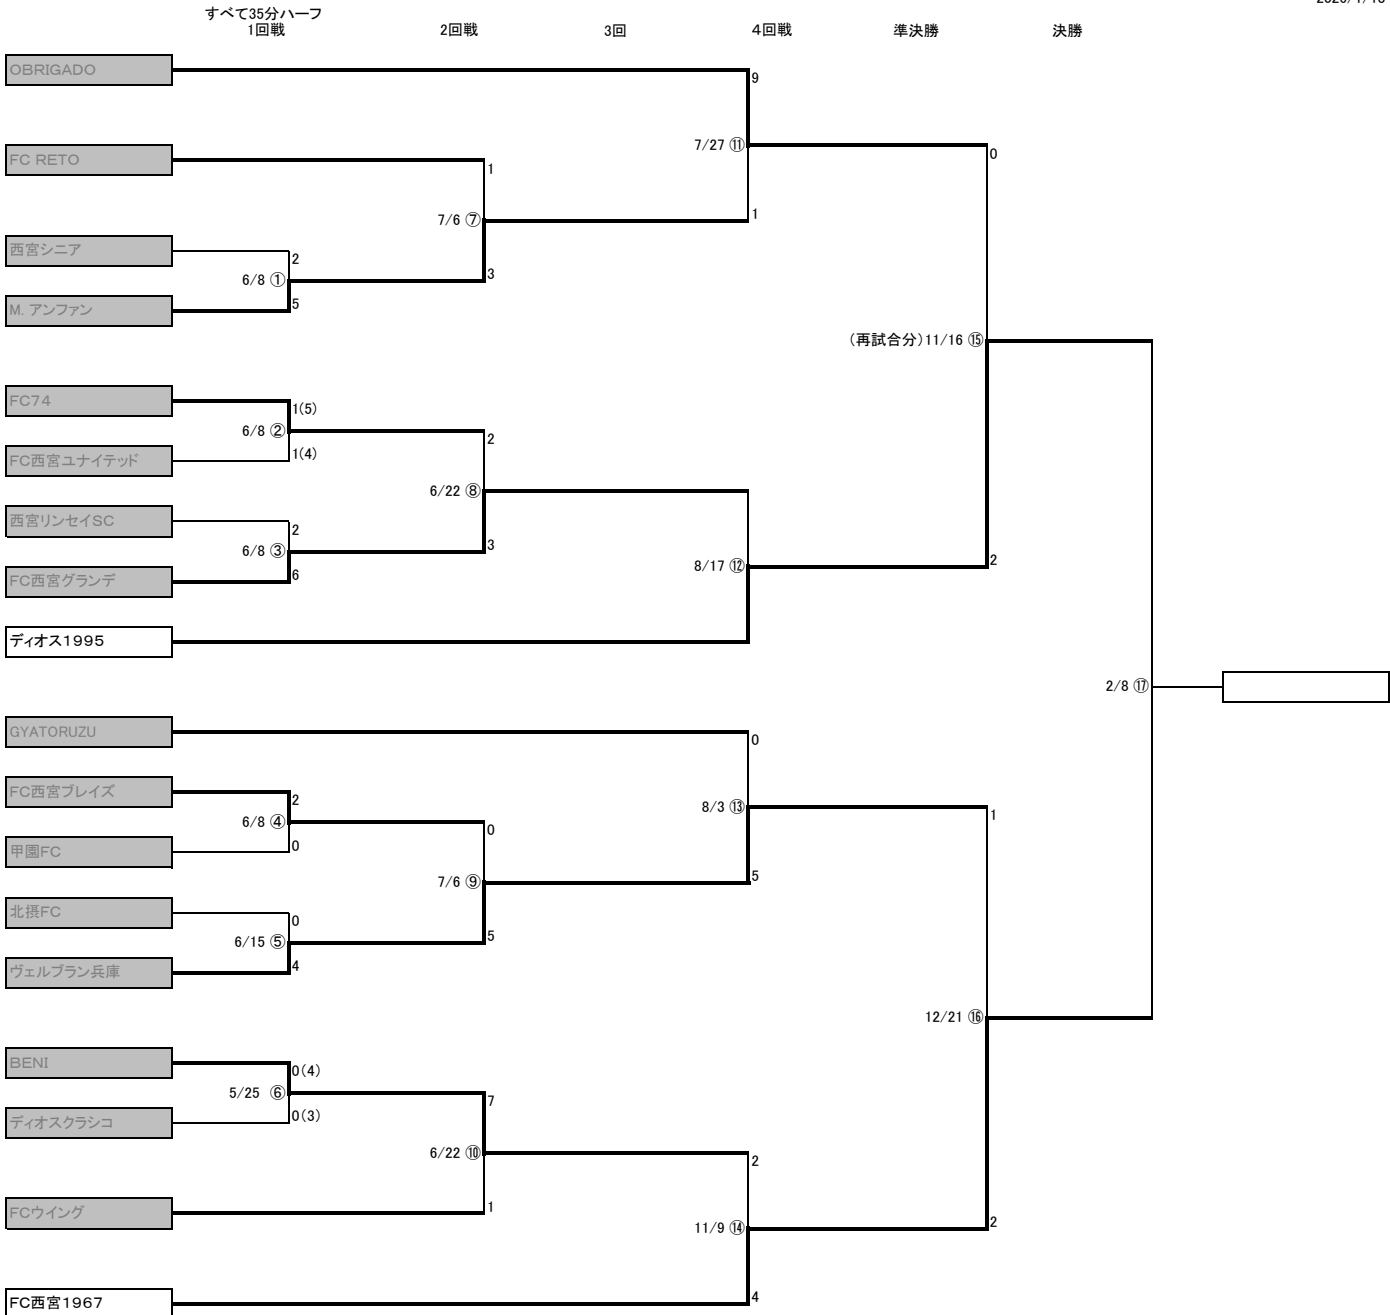 すべて35分ハーフ
1回戦 2回戦 3回 4回戦 準決勝 決勝
OBRIGADO
9
7/27 ⑪
0
FC RETO
1
7/6 ⑦
1
西宮シニア
2
6/8 ①
3
M. アンファン
5
(再試合分)11/16 ⑮
FC74
1(5)
6/8 ②
2
FC西宮ユナイテッド
1(4)
6/22 ⑧
西宮リンセイSC
2
6/8 ③
3
FC西宮グランデ
6
8/17 ⑫
2
ディオス1995
2/8 ⑰
GYATORUZU
0
FC西宮ブレイズ
2
8/3 ⑬
1
6/8 ④
0
甲園FC
0
7/6 ⑨
5
北摂FC
0
6/15 ⑤
5
ヴェルブラン兵庫
4
12/21 ⑯
BENI
0(4)
5/25 ⑥
7
ディオスクラシコ
0(3)
6/22 ⑩
2
FCウイング
1
11/9 ⑭
2
FC西宮1967
4